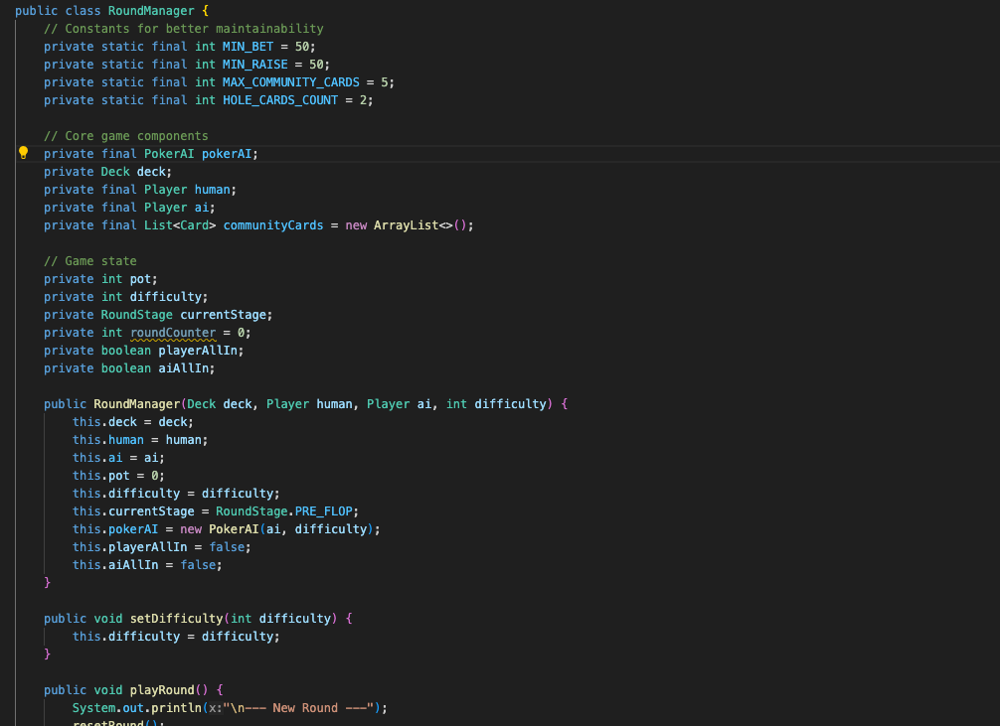 public class RoundManager {
    // Constants for better maintainability
    private static final int MIN_BET = 50;
    private static final int MIN_RAISE = 50;
    private static final int MAX_COMMUNITY_CARDS = 5;
    private static final int HOLE_CARDS_COUNT = 2;

    // Core game components
    private final PokerAI pokerAI;
    private Deck deck;
    private final Player human;
    private final Player ai;
    private final List<Card> communityCards = new ArrayList<>();

    // Game state
    private int pot;
    private int difficulty;
    private RoundStage currentStage;
    private int roundCounter = 0;
    private boolean playerAllIn;
    private boolean aiAllIn;

    public RoundManager(Deck deck, Player human, Player ai, int difficulty) {
        this.deck = deck;
        this.human = human;
        this.ai = ai;
        this.pot = 0;
        this.difficulty = difficulty;
        this.currentStage = RoundStage.PRE_FLOP;
        this.pokerAI = new PokerAI(ai, difficulty);
        this.playerAllIn = false;
        this.aiAllIn = false;
    }

    public void setDifficulty(int difficulty) {
        this.difficulty = difficulty;
    }

    public void playRound() {
        System.out.println(x:"\n--- New Round ---");
        resetRound();